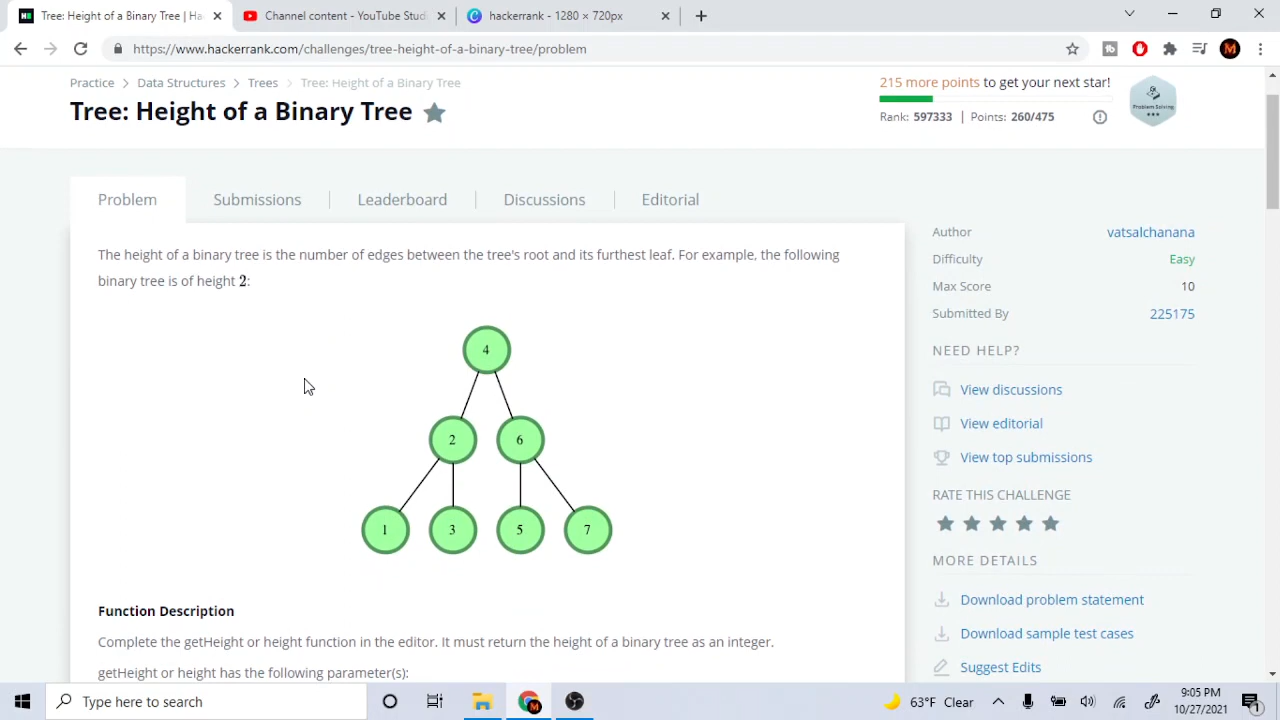 Tree: Height of a Binary Tree | Ha
Channel content - YouTube Stud
hackerrank - 1280 × 720px
https://www.hackerrank.com/challenges/tree-height-of-a-binary-tree/problem
Practice > Data Structures > Trees > Tree: Height of a Binary Tree
Tree: Height of a Binary Tree
215 more points to get your next star!
Rank: 597333 | Points: 260/475
Problem Solving
Problem
Submissions
Leaderboard
Discussions
Editorial
The height of a binary tree is the number of edges between the tree's root and its furthest leaf. For example, the following
binary tree is of height 2:
4
2 6
1 3 5 7
Function Description
Complete the getHeight or height function in the editor. It must return the height of a binary tree as an integer.
getHeight or height has the following parameter(s):
Author vatsalchanana
Difficulty Easy
Max Score 10
Submitted By 225175
NEED HELP?
View discussions
View editorial
View top submissions
RATE THIS CHALLENGE
MORE DETAILS
Download problem statement
Download sample test cases
Suggest Edits
Type here to search
63°F Clear
9:05 PM
10/27/2021